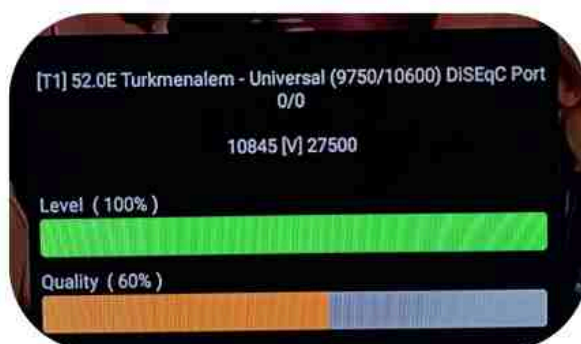 [T1] 52.0E Turkmenalem - Universal (9750/10600) DiSEqC Port
0/0
10845 [V] 27500
Level ( 100% )
Quality ( 60% )